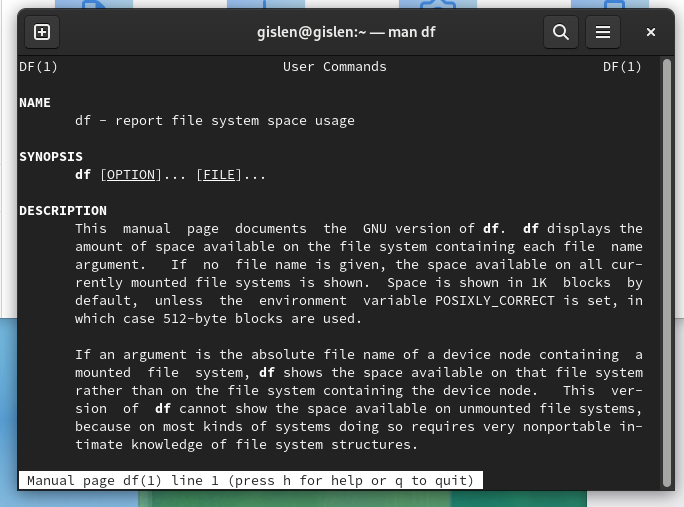 gislen@gislen:~ — man df
DF(1) User Commands DF(1)
NAME
df - report file system space usage
SYNOPSIS
df [OPTION]... [FILE]...
DESCRIPTION
This manual page documents the GNU version of df. df displays the
amount of space available on the file system containing each file name
argument. If no file name is given, the space available on all cur-
rently mounted file systems is shown. Space is shown in 1K blocks by
default, unless the environment variable POSIXLY_CORRECT is set, in
which case 512-byte blocks are used.
If an argument is the absolute file name of a device node containing a
mounted file system, df shows the space available on that file system
rather than on the file system containing the device node. This ver-
sion of df cannot show the space available on unmounted file systems,
because on most kinds of systems doing so requires very nonportable in-
timate knowledge of file system structures.
Manual page df(1) line 1 (press h for help or q to quit)